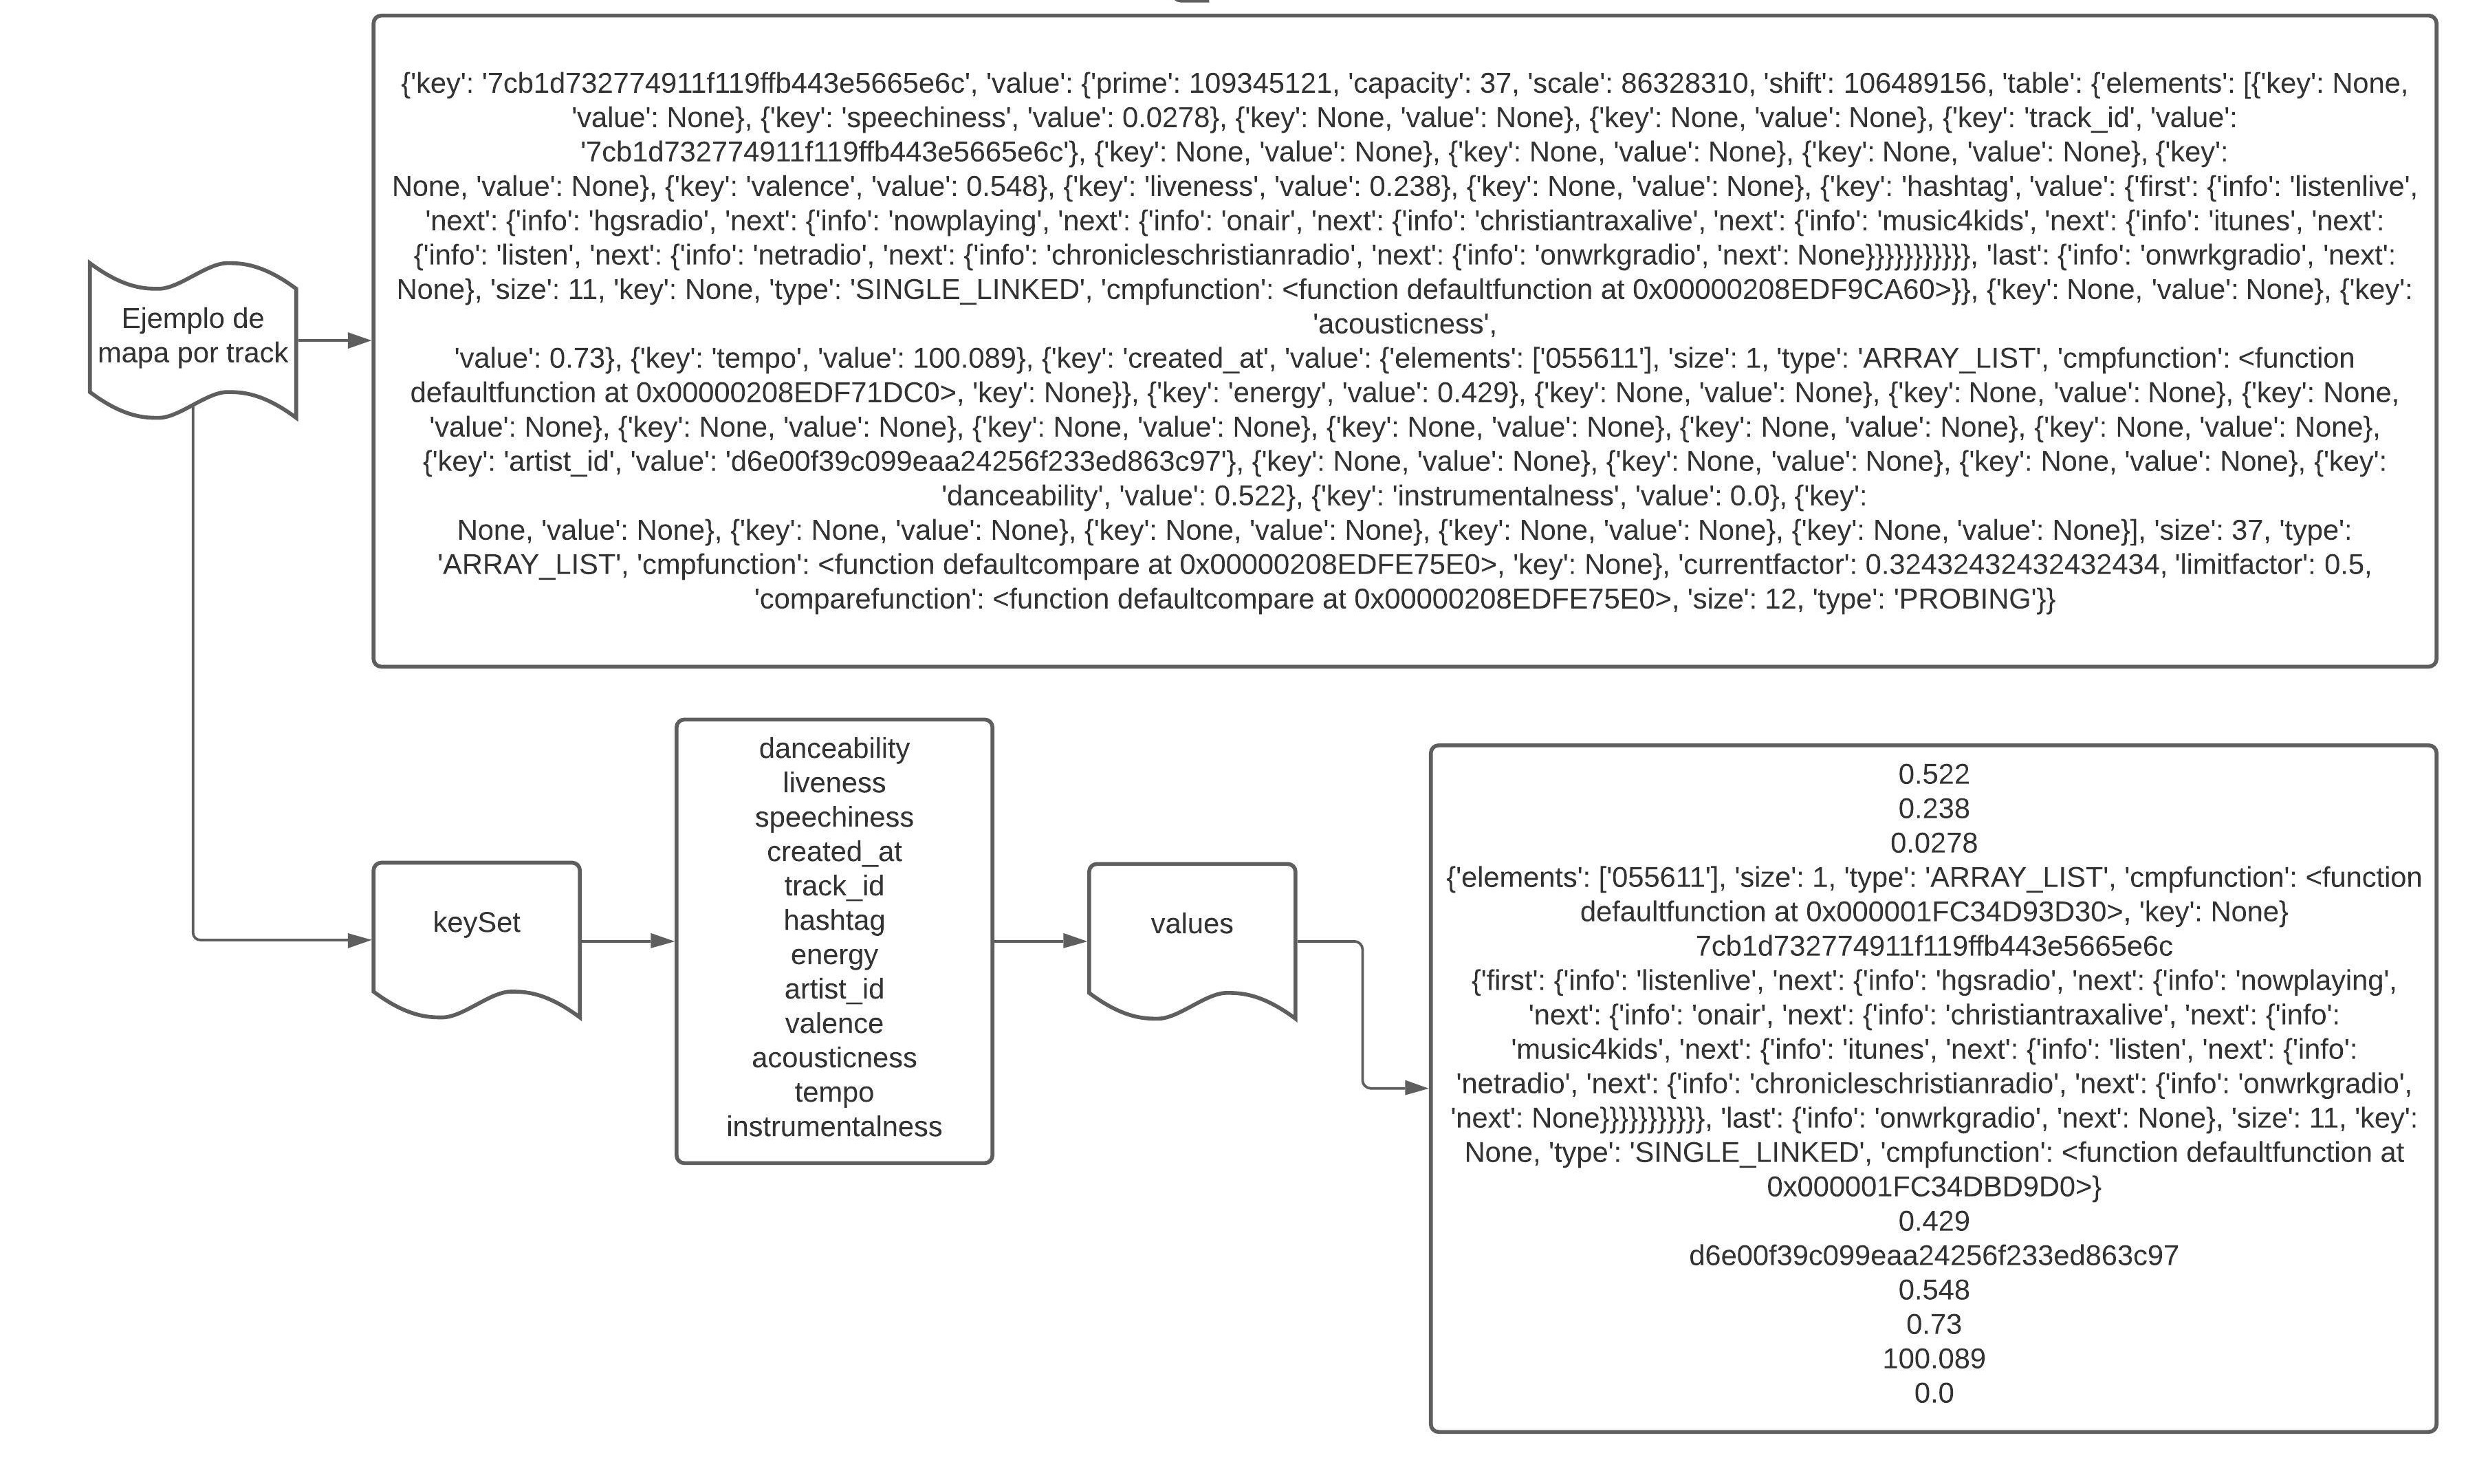 {'key': '7cb1d732774911f119ffb443e5665e6c', 'value': {'prime': 109345121, 'capacity': 37, 'scale': 86328310, 'shift': 106489156, 'table': {'elements': [{'key': None,
'value': None}, {'key': 'speechiness', 'value': 0.0278}, {'key': None, 'value': None}, {'key': None, 'value': None}, {'key': 'track_id', 'value':
'7cb1d732774911f119ffb443e5665e6c'}, {'key': None, 'value': None}, {'key': None, 'value': None}, {'key': None, 'value': None}, {'key':
None, 'value': None}, {'key': 'valence', 'value': 0.548}, {'key': 'liveness', 'value': 0.238}, {'key': None, 'value': None}, {'key': 'hashtag', 'value': {'first': {'info': 'listenlive',
'next': {'info': 'hgsradio', 'next': {'info': 'nowplaying', 'next': {'info': 'onair', 'next': {'info': 'christiantraxalive', 'next': {'info': 'music4kids', 'next': {'info': 'itunes', 'next':
{'info': 'listen', 'next': {'info': 'netradio', 'next': {'info': 'chronicleschristianradio', 'next': {'info': 'onwrkgradio', 'next': None}}}}}}}}}}}, 'last': {'info': 'onwrkgradio', 'next':
None}, 'size': 11, 'key': None, 'type': 'SINGLE_LINKED', 'cmpfunction': <function defaultfunction at 0x00000208EDF9CA60>}}, {'key': None, 'value': None}, {'key':
'acousticness',
'value': 0.73}, {'key': 'tempo', 'value': 100.089}, {'key': 'created_at', 'value': {'elements': ['055611'], 'size': 1, 'type': 'ARRAY_LIST', 'cmpfunction': <function
defaultfunction at 0x00000208EDF71DC0>, 'key': None}}, {'key': 'energy', 'value': 0.429}, {'key': None, 'value': None}, {'key': None, 'value': None}, {'key': None,
'value': None}, {'key': None, 'value': None}, {'key': None, 'value': None}, {'key': None, 'value': None}, {'key': None, 'value': None}, {'key': None, 'value': None},
{'key': 'artist_id', 'value': 'd6e00f39c099eaa24256f233ed863c97'}, {'key': None, 'value': None}, {'key': None, 'value': None}, {'key': None, 'value': None}, {'key':
'danceability', 'value': 0.522}, {'key': 'instrumentalness', 'value': 0.0}, {'key':
None, 'value': None}, {'key': None, 'value': None}, {'key': None, 'value': None}, {'key': None, 'value': None}, {'key': None, 'value': None}], 'size': 37, 'type':
'ARRAY_LIST', 'cmpfunction': <function defaultcompare at 0x00000208EDFE75E0>, 'key': None}, 'currentfactor': 0.32432432432432434, 'limitfactor': 0.5,
'comparefunction': <function defaultcompare at 0x00000208EDFE75E0>, 'size': 12, 'type': 'PROBING'}}
Ejemplo de
mapa por track
keySet
danceability
liveness
speechiness
created_at
track_id
hashtag
energy
artist_id
valence
acousticness
tempo
instrumentalness
values
0.522
0.238
0.0278
{'elements': ['055611'], 'size': 1, 'type': 'ARRAY_LIST', 'cmpfunction': <function
defaultfunction at 0x000001FC34D93D30>, 'key': None}
7cb1d732774911f119ffb443e5665e6c
{'first': {'info': 'listenlive', 'next': {'info': 'hgsradio', 'next': {'info': 'nowplaying',
'next': {'info': 'onair', 'next': {'info': 'christiantraxalive', 'next': {'info':
'music4kids', 'next': {'info': 'itunes', 'next': {'info': 'listen', 'next': {'info':
'netradio', 'next': {'info': 'chronicleschristianradio', 'next': {'info': 'onwrkgradio',
'next': None}}}}}}}}}}}, 'last': {'info': 'onwrkgradio', 'next': None}, 'size': 11, 'key':
None, 'type': 'SINGLE_LINKED', 'cmpfunction': <function defaultfunction at
0x000001FC34DBD9D0>}
0.429
d6e00f39c099eaa24256f233ed863c97
0.548
0.73
100.089
0.0